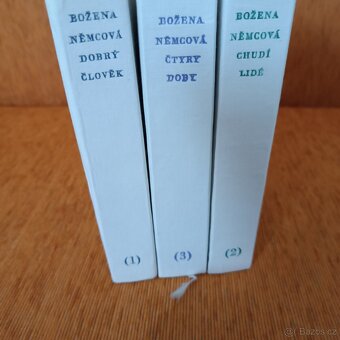 BOŽENA
NĚMCOVÁ
DOBRÝ
ČLOVĚK
(1)
BOŽENA
NĚMCOVÁ
ČTYRY
DOBY
(3)
BOŽENA
NĚMCOVÁ
CHUDÍ
LIDÉ
(2)
Bazos.cz